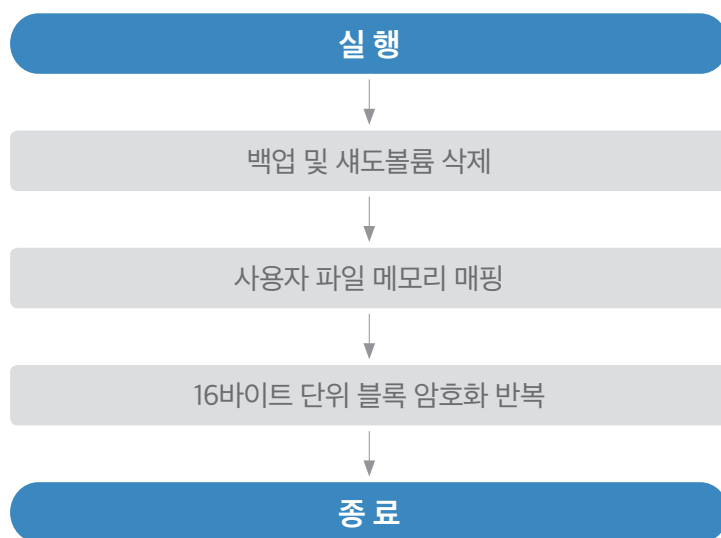 실 행
백업 및 섀도볼륨 삭제
사용자 파일 메모리 매핑
16바이트 단위 블록 암호화 반복
종 료